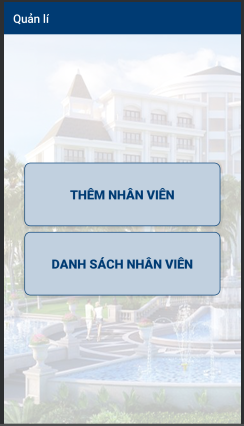 Quản lí
THÊM NHÂN VIÊN
DANH SÁCH NHÂN VIÊN